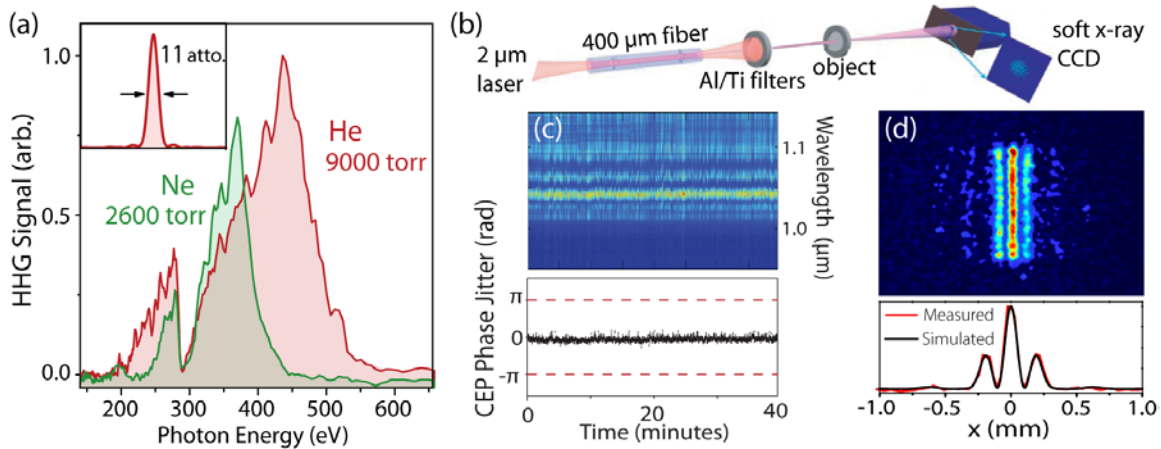 (a)
1.0
0.5
0.0
HHG Signal (arb.)
11 atto.
He
9000 torr
Ne
2600 torr
200
300
400
500
600
Photon Energy (eV)
(b)
2 µm
laser
400 µm fiber
Al/Ti filters
object
soft x-ray
CCD
(c)
1.1
1.0
Wavelength (µm)
CEP Phase Jitter (rad)
π
0
-π
0
20
40
Time (minutes)
(d)
Measured
Simulated
-1.0
-0.5
0
0.5
1.0
x (mm)